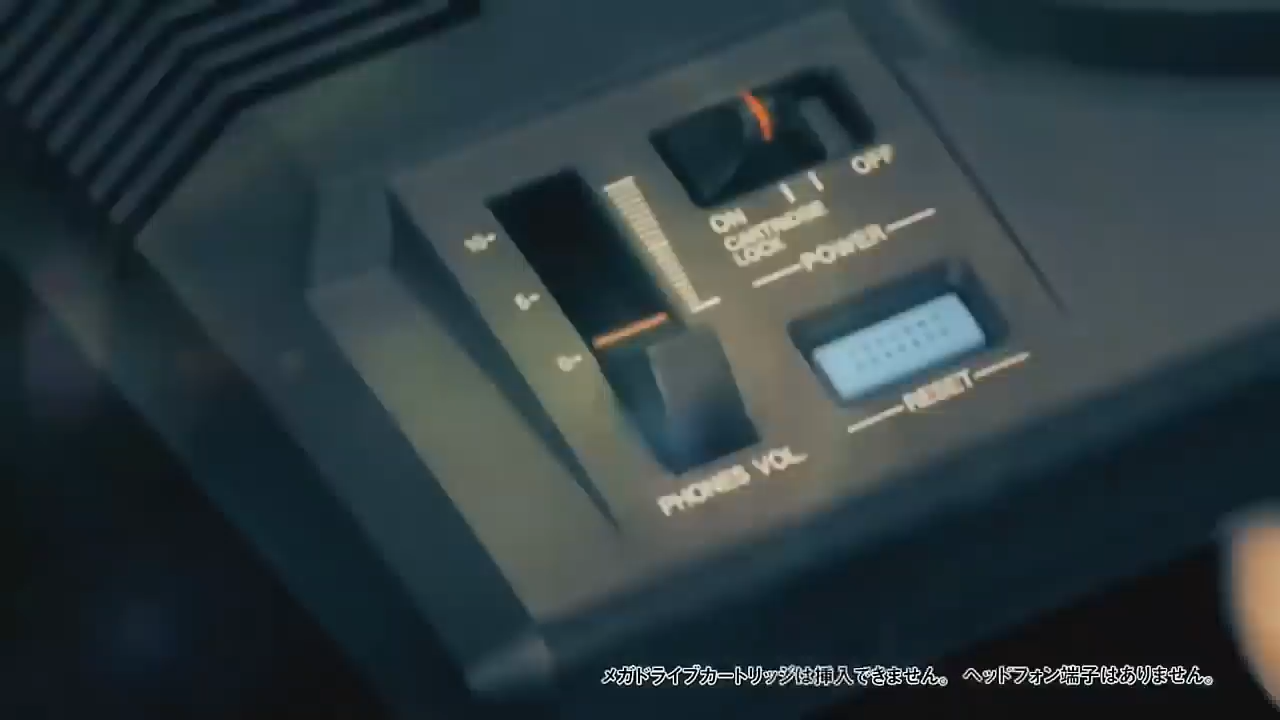 OFF
ON
CARTRIDGE
LOCK
POWER
10-
5-
0-
RESET
PHONES VOL.
メガドライブカートリッジは挿入できません。 ヘッドフォン端子はありません。